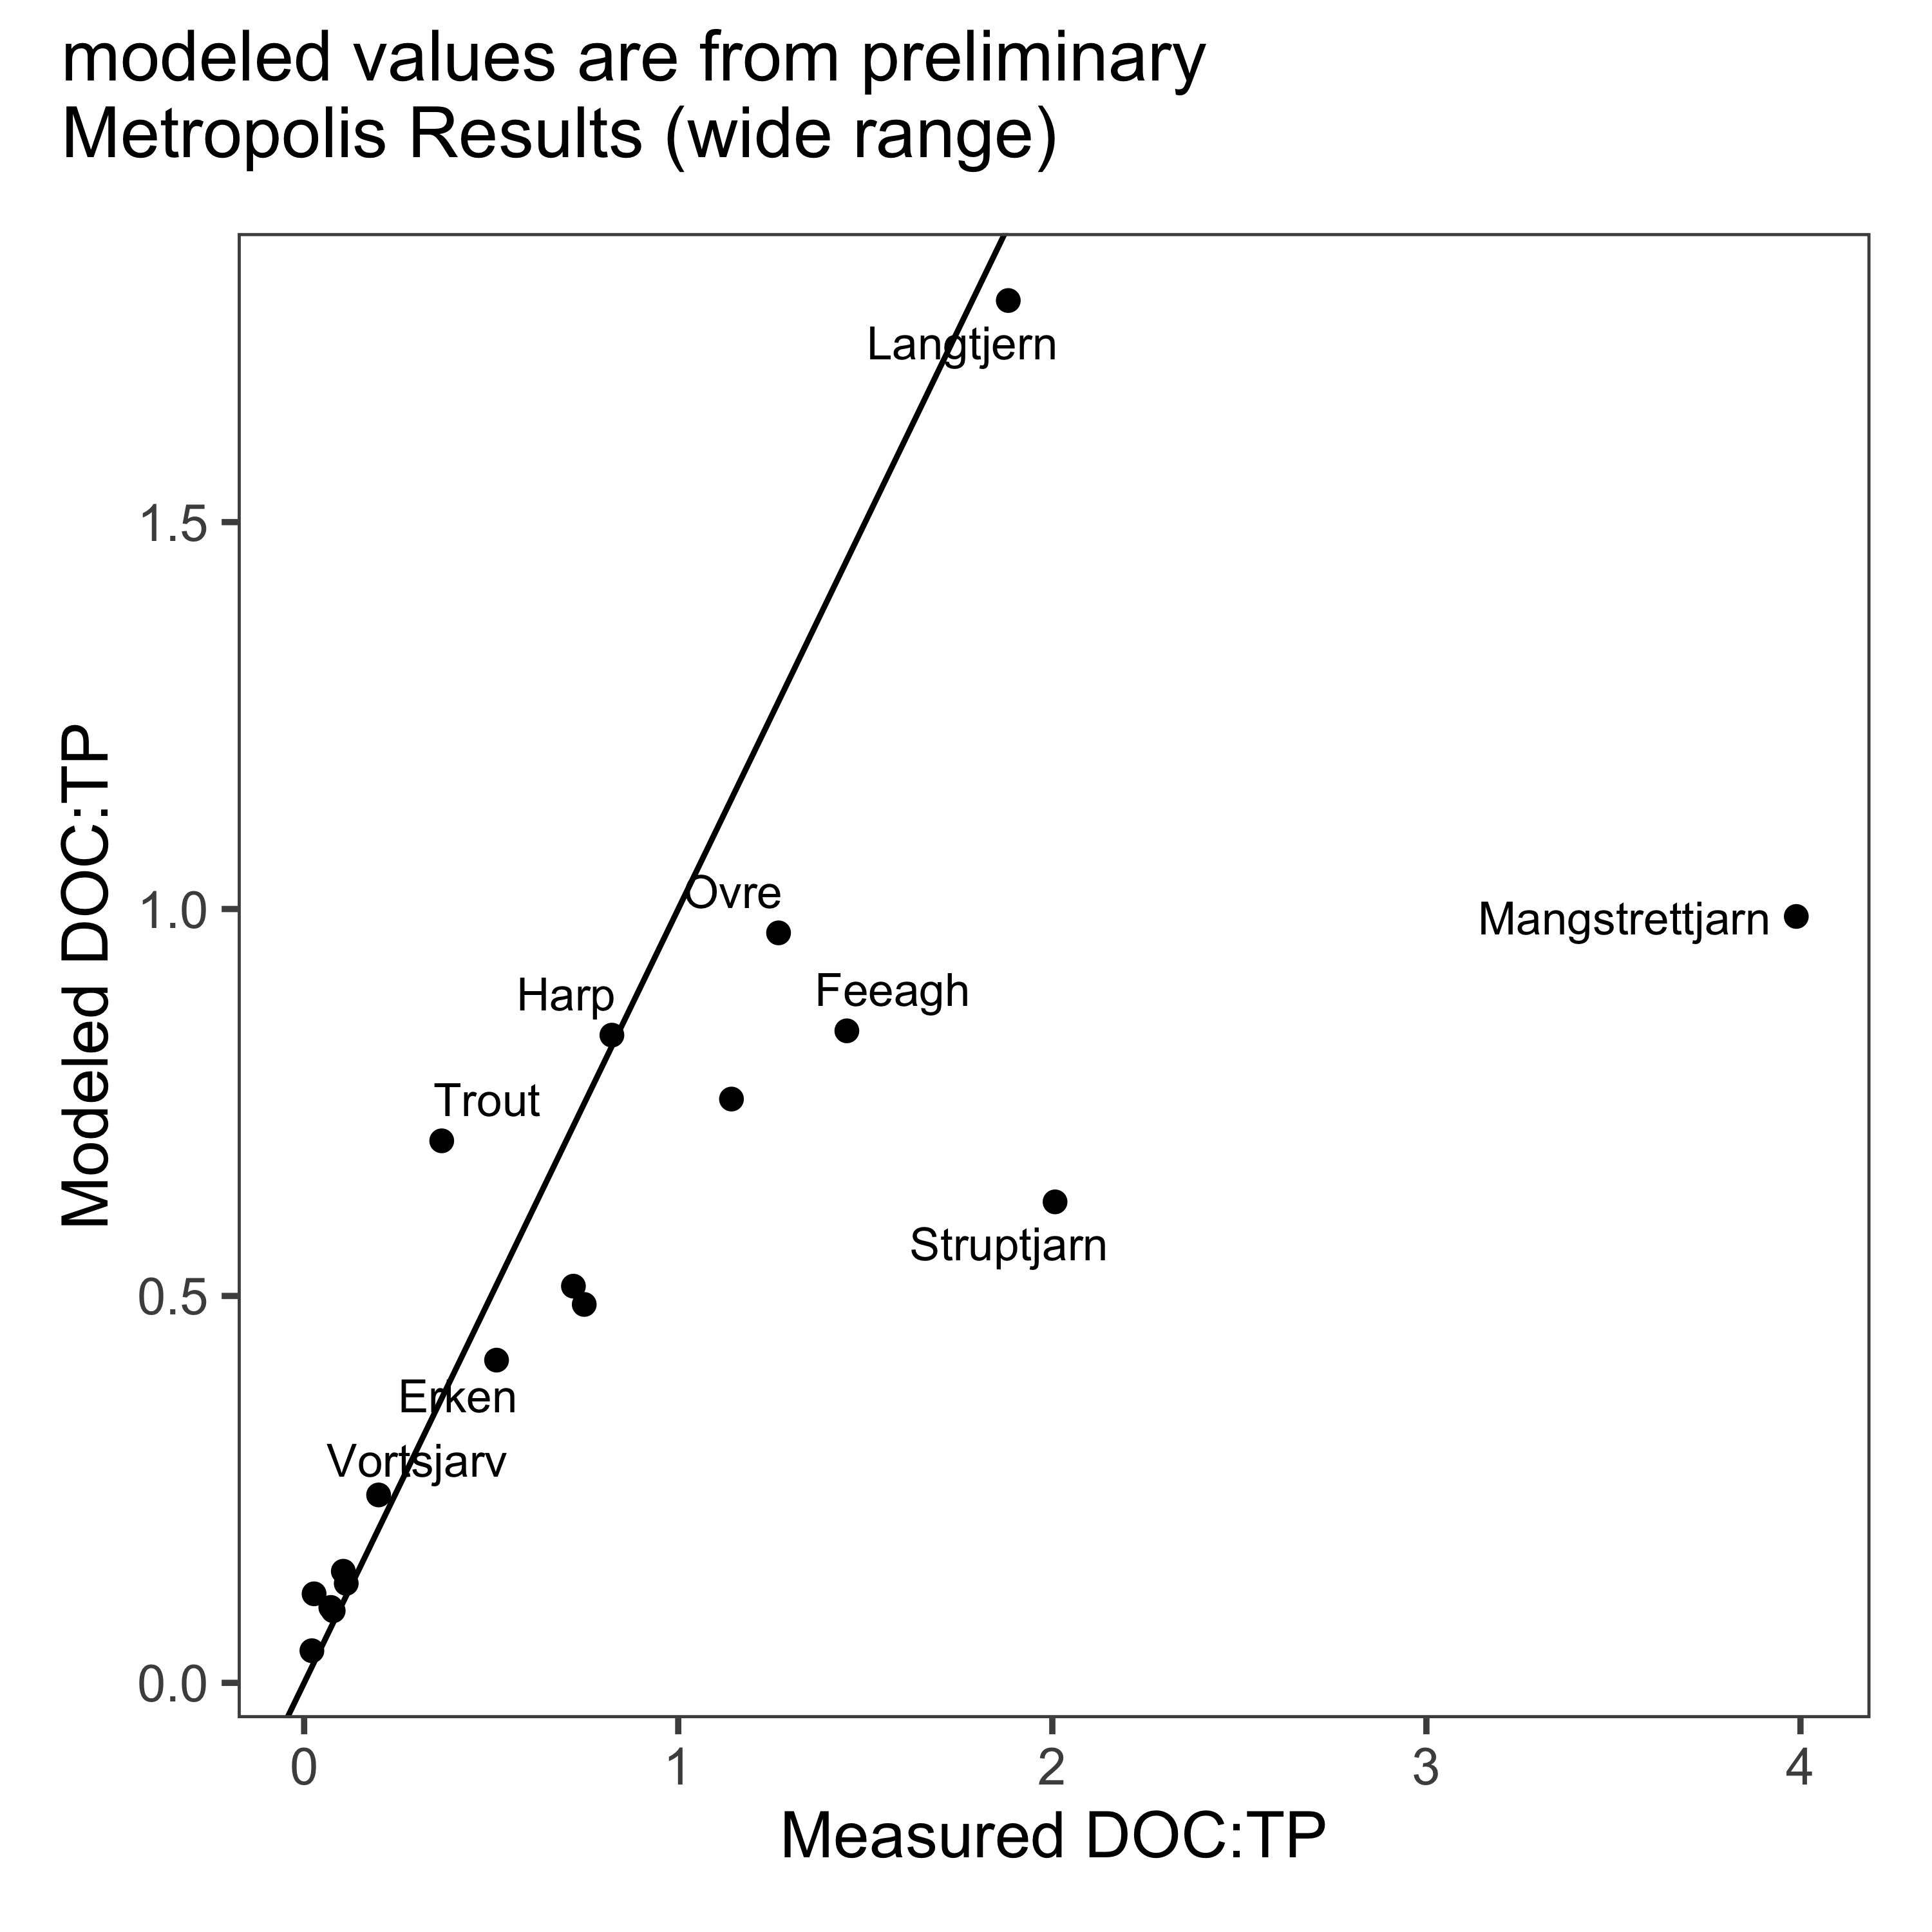 modeled values are from preliminary
Metropolis Results (wide range)
Langtjern
1.5
Ovre
1.0
Mangstrettjarn
Harp
Feeagh
Trout
Modeled DOC:TP
Struptjarn
0.5
Erken
Vortsjarv
0.0
0 1 2 3 4
Measured DOC:TP